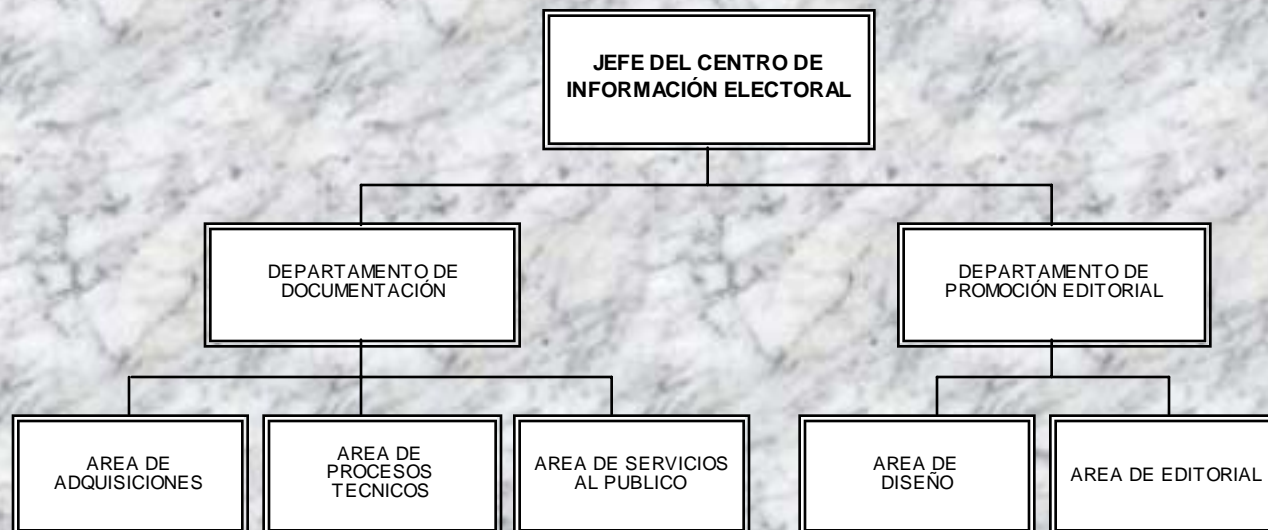 JEFE DEL CENTRO DE
INFORMACIÓN ELECTORAL
DEPARTAMENTO DE
DOCUMENTACIÓN
DEPARTAMENTO DE
PROMOCIÓN EDITORIAL
AREA DE
ADQUISICIONES
AREA DE
PROCESOS
TECNICOS
AREA DE SERVICIOS
AL PUBLICO
AREA DE
DISEÑO
AREA DE EDITORIAL